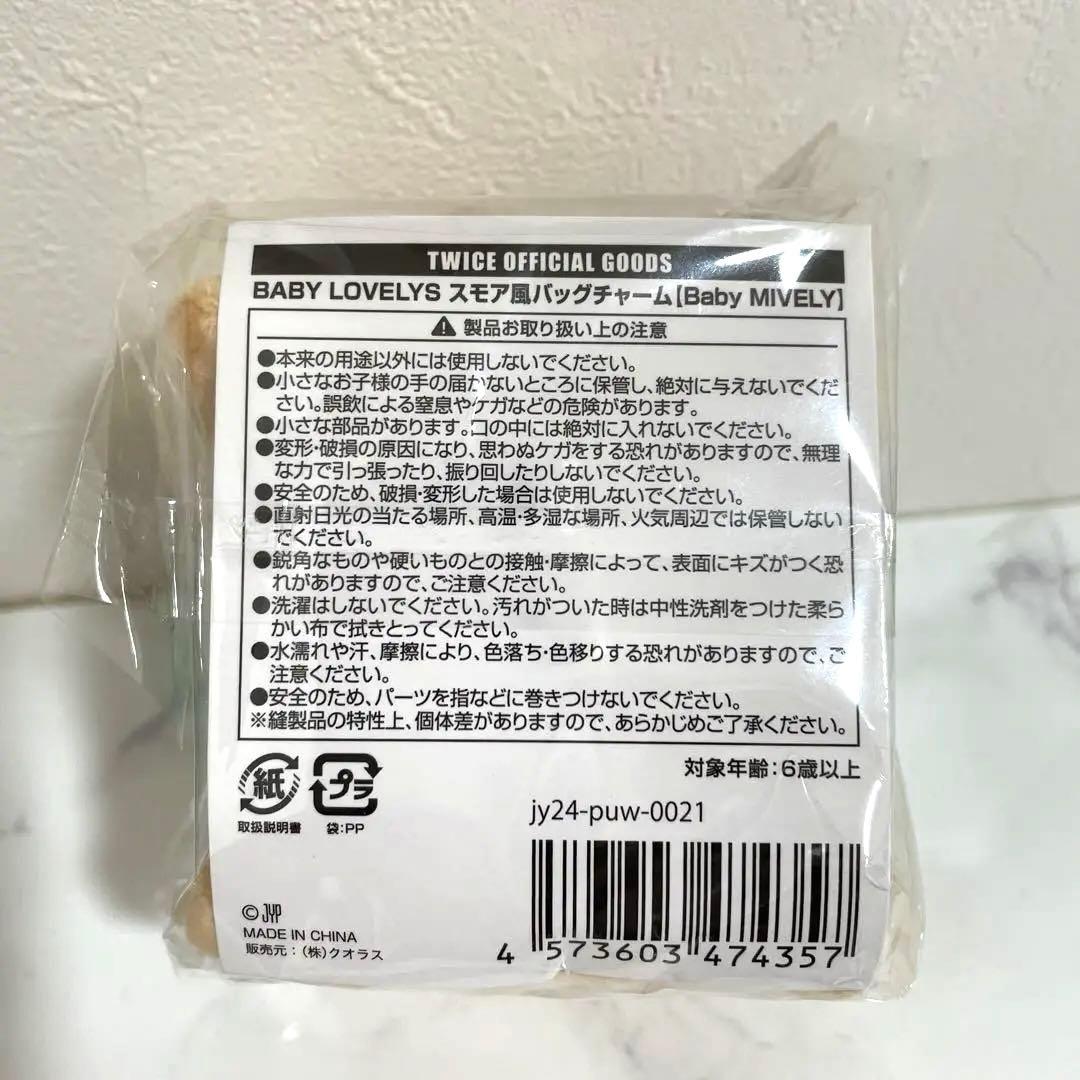 TWICE OFFICIAL GOODS
BABY LOVELYS スモア風バッグチャーム【Baby MIVELY】
⚠ 製品お取り扱い上の注意
●本来の用途以外には使用しないでください。
●小さなお子様の手の届かないところに保管し、絶対に与えないでくだ
さい。誤飲による窒息やケガなどの危険があります。
●小さな部品があります。口の中には絶対に入れないでください。
●変形・破損の原因になり、思わぬケガをする恐れがありますので、無理
な力で引っ張ったり、振り回したりしないでください。
●安全のため、破損・変形した場合は使用しないでください。
●直射日光の当たる場所、高温・多湿な場所、火気周辺では保管しない
でください。
●鋭角なものや硬いものとの接触・摩擦によって、表面にキズがつく恐
れがありますので、ご注意ください。
●洗濯はしないでください。汚れがついた時は中性洗剤をつけた柔ら
かい布で拭きとってください。
●水濡れや汗、摩擦により、色落ち・色移りする恐れがありますので、ご
注意ください。
●安全のため、パーツを指などに巻きつけないでください。
※縫製品の特性上、個体差がありますので、あらかじめご了承ください。
対象年齢：6歳以上
紙 プラ
取扱説明書 袋：PP
jy24-puw-0021
© JYP
MADE IN CHINA
販売元：（株）クオラス
4 573603 474357